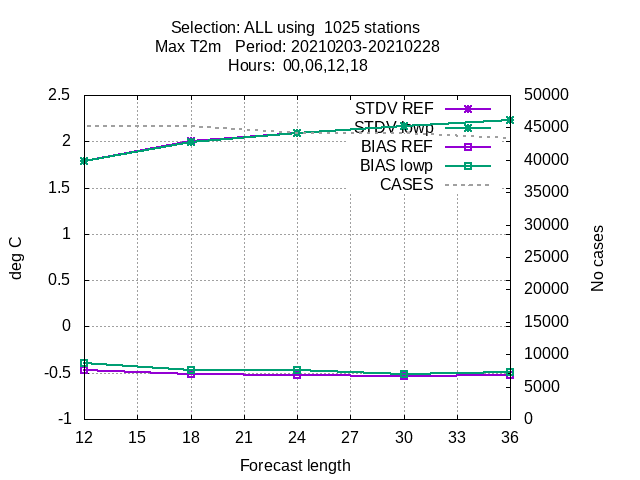 Selection: ALL using  1025 stations
Max T2m   Period: 20210203-20210228
Hours:  00,06,12,18
2.5
2
1.5
1
0.5
0
-0.5
-1
deg C
STDV REF
STDV lowp
BIAS REF
BIAS lowp
CASES
50000
45000
40000
35000
30000
25000
20000
15000
10000
5000
0
No cases
12 15 18 21 24 27 30 33 36
Forecast length